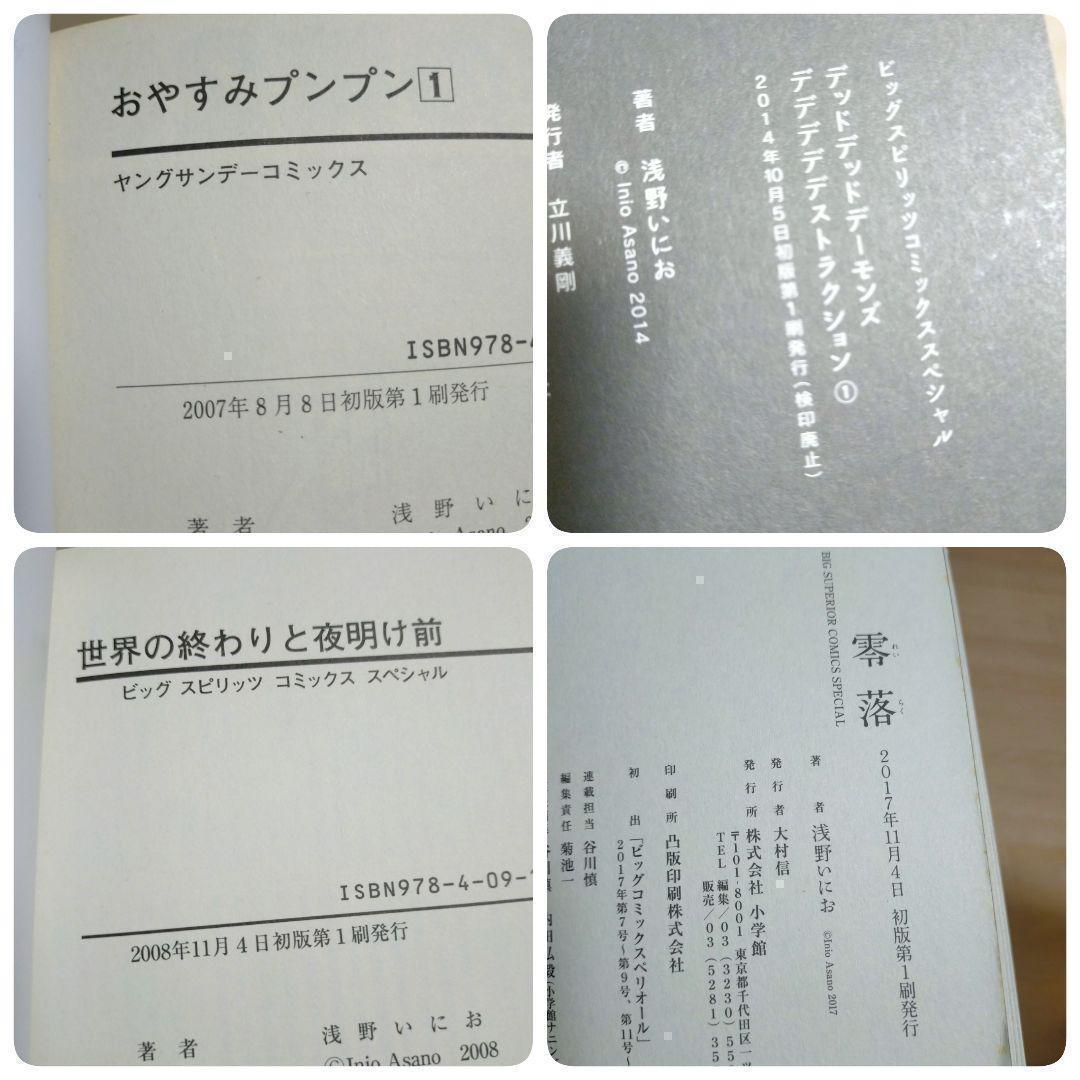 おやすみプンプン1
ヤングサンデーコミックス
ISBN978-4
2007年8月8日初版第1刷発行
著者 浅野いに
Asano
ビッグスピリッツコミックススペシャル
デッドデッドデーモンズ
デデデデデストラクション①
2014年10月5日初版第1刷発行(検印廃止)
著者 浅野いにお
© Inio Asano 2014
発行者 立川義剛
世界の終わりと夜明け前
ビッグ スピリッツ コミックス スペシャル
ISBN978-4-09-1
2008年11月4日初版第1刷発行
著者 浅野いにお
©Inio Asano 2008
零落
れいらく
BIG SUPERIOR COMICS SPECIAL
2017年11月4日 初版第1刷発行
著者 浅野いにお ©Inio Asano 2017
発行者 大村信
発行所 株式会社 小学館
〒101-8001 東京都千代田区一ッ
TEL 編集/03(3230)55
販売/03(5281)35
印刷所 凸版印刷株式会社
初出 「ビッグコミックスペリオール」
2017年第7号〜第9号、第11号〜
連載担当 谷川慎
編集責任 菊池一